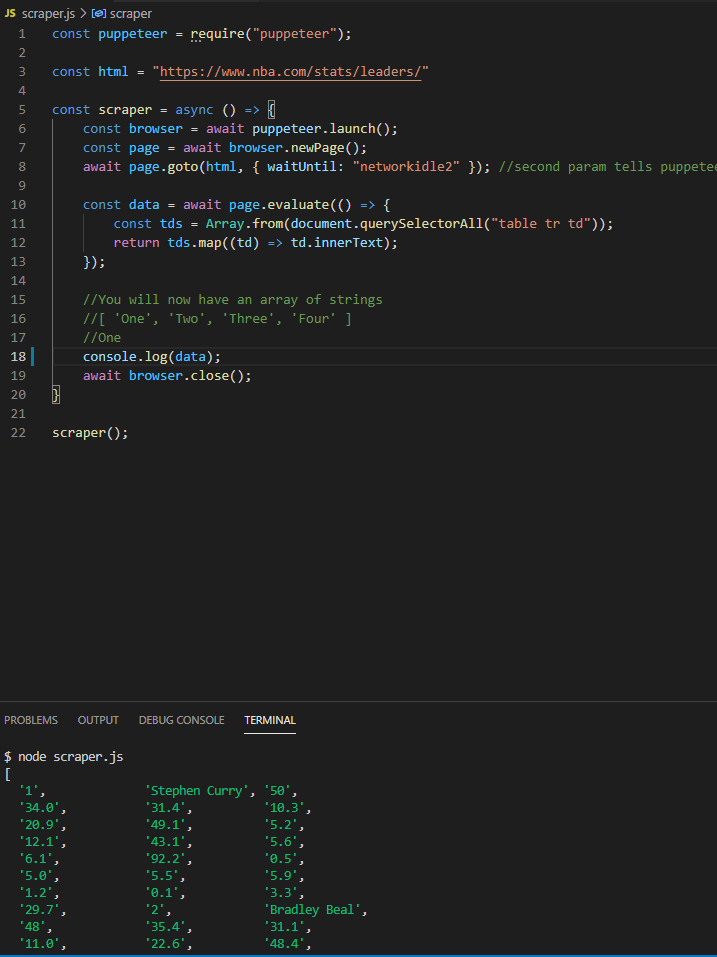 JS scraper.js > scraper
1 const puppeteer = require("puppeteer");
2
3 const html = "https://www.nba.com/stats/leaders/"
4
5 const scraper = async () => {
6     const browser = await puppeteer.launch();
7     const page = await browser.newPage();
8     await page.goto(html, { waitUntil: "networkidle2" }); //second param tells puppetee
9
10     const data = await page.evaluate(() => {
11         const tds = Array.from(document.querySelectorAll("table tr td"));
12         return tds.map((td) => td.innerText);
13     });
14
15     //You will now have an array of strings
16     //[ 'One', 'Two', 'Three', 'Four' ]
17     //One
18     console.log(data);
19     await browser.close();
20 }
21
22 scraper();
PROBLEMS OUTPUT DEBUG CONSOLE TERMINAL
$ node scraper.js
[
'1', 'Stephen Curry', '50',
'34.0', '31.4', '10.3',
'20.9', '49.1', '5.2',
'12.1', '43.1', '5.6',
'6.1', '92.2', '0.5',
'5.0', '5.5', '5.9',
'1.2', '0.1', '3.3',
'29.7', '2', 'Bradley Beal',
'48', '35.4', '31.1',
'11.0', '22.6', '48.4',